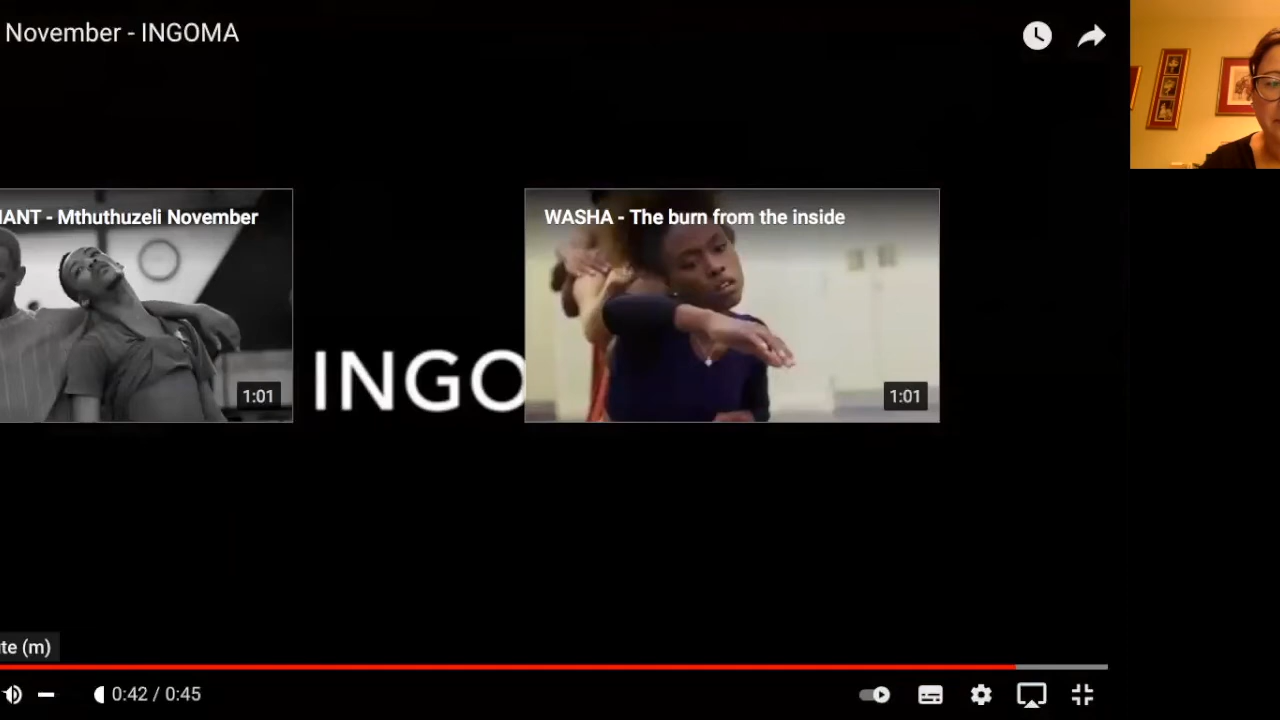 November - INGOMA
IANT - Mthuthuzeli November
WASHA - The burn from the inside
INGO
1:01
1:01
te (m)
0:42 / 0:45